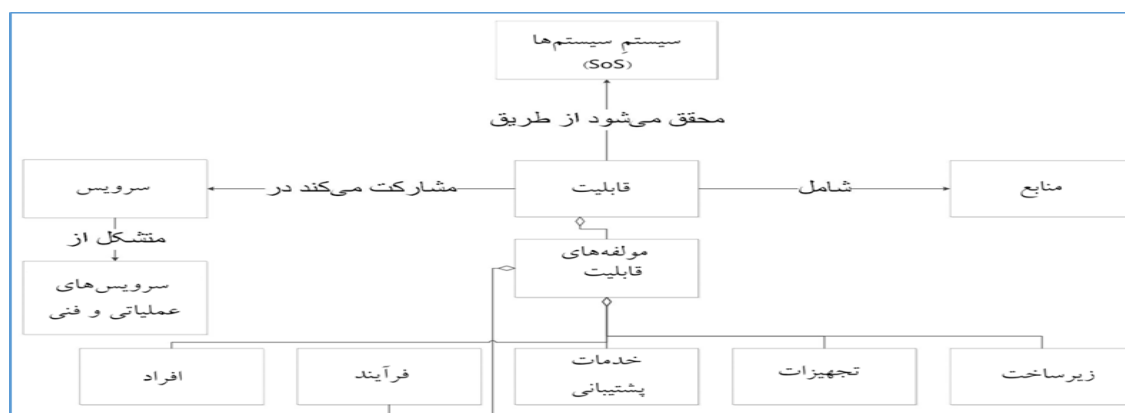 سیستمِ سیستم‌ها
(SoS)
محقق می‌شود از طریق
منابع
شامل
قابلیت
مشارکت می‌کند در
سرویس
متشکل از
مولفه‌های
قابلیت
سرویس‌های
عملیاتی و فنی
زیرساخت
تجهیزات
خدمات
پشتیبانی
فرآیند
افراد